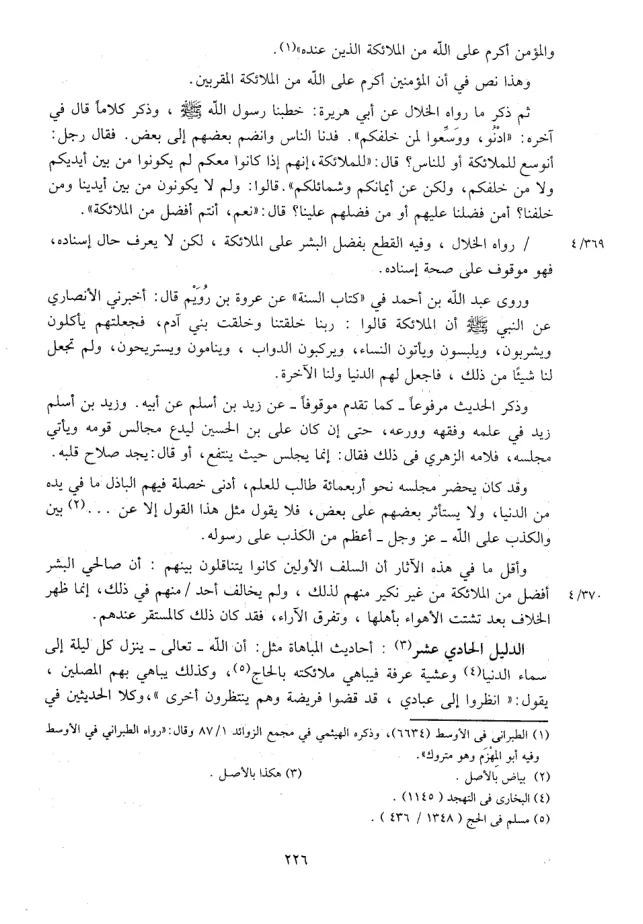 والمؤمن أكرم على الله من الملائكة الذين عنده»(١).
وهذا نص في أن المؤمنين أكرم على الله من الملائكة المقربين.
ثم ذكر ما رواه الخلال عن أبي هريرة: خطبنا رسول الله ﷺ ، وذكر كلاماً قال في
آخره: «ادْنُو، ووَسِّعُوا لمن خلفكم». فدنا الناس وانضم بعضهم إلى بعض. فقال رجل:
أنوسع للملائكة أو للناس؟ قال: «للملائكة، إنهم إذا كانوا معكم لم يكونوا من بين أيديكم
ولا من خلفكم، ولكن عن أيمانكم وشمائلكم». قالوا: ولم لا يكونون من بين أيدينا ومن
خلفنا؟ أمن فضلنا عليهم أو من فضلهم علينا؟ قال: «نعم، أنتم أفضل من الملائكة».
٤/٣٦٩ / رواه الخلال ، وفيه القطع بفضل البشر على الملائكة ، لكن لا يعرف حال إسناده،
فهو موقوف على صحة إسناده.
وروى عبد الله بن أحمد في «كتاب السنة» عن عروة بن رُوَيْم قال: أخبرني الأنصاري
عن النبي ﷺ أن الملائكة قالوا : ربنا خلقتنا وخلقت بني آدم، فجعلتهم يأكلون
ويشربون، ويلبسون ويأتون النساء، ويركبون الدواب ، وينامون ويستريحون، ولم تجعل
لنا شيئًا من ذلك ، فاجعل لهم الدنيا ولنا الآخرة.
وذكر الحديث مرفوعاً ـ كما تقدم موقوفاً ـ عن زيد بن أسلم عن أبيه. وزيد بن أسلم
زيد في علمه وفقهه وورعه، حتى إن كان على بن الحسين ليدع مجالس قومه ويأتي
مجلسه، فلامه الزهري في ذلك فقال: إنما يجلس حيث ينتفع، أو قال: يجد صلاح قلبه.
وقد كان يحضر مجلسه نحو أربعمائة طالب للعلم، أدنى خصلة فيهم الباذل ما في يده
من الدنيا، ولا يستأثر بعضهم على بعض، فلا يقول مثل هذا القول إلا عن ...(٢) بين
والكذب على الله ـ عز وجل ـ أعظم من الكذب على رسوله.
وأقل ما في هذه الآثار أن السلف الأولين كانوا يتناقلون بينهم : أن صالحي البشر
٤/٣٧٠ أفضل من الملائكة من غير نكير منهم لذلك ، ولم يخالف أحد / منهم في ذلك، إنما ظهر
الخلاف بعد تشتت الأهواء بأهلها ، وتفرق الآراء، فقد كان ذلك كالمستقر عندهم.
الدليل الحادي عشر(٣) : أحاديث المباهاة مثل: أن الله ـ تعالى ـ ينزل كل ليلة إلى
سماء الدنيا(٤) وعشية عرفة فيباهي ملائكته بالحاج(٥)، وكذلك يباهي بهم المصلين ،
يقول:« انظروا إلى عبادي ، قد قضوا فريضة وهم ينتظرون أخرى »،وكلا الحديثين في
(١) الطبرانى فى الأوسط (٦٦٣٤)، وذكره الهيثمي في مجمع الزوائد ٨٧/١ وقال:«رواه الطبراني في الأوسط
وفيه أبو المِهْزَم وهو متروك».
(٢) بياض بالأصل . (٣) هكذا بالأصل .
(٤) البخارى فى التهجد ( ١١٤٥) .
(٥) مسلم فى الحج ( ١٣٤٨ / ٤٣٦ ) .
٢٢٦